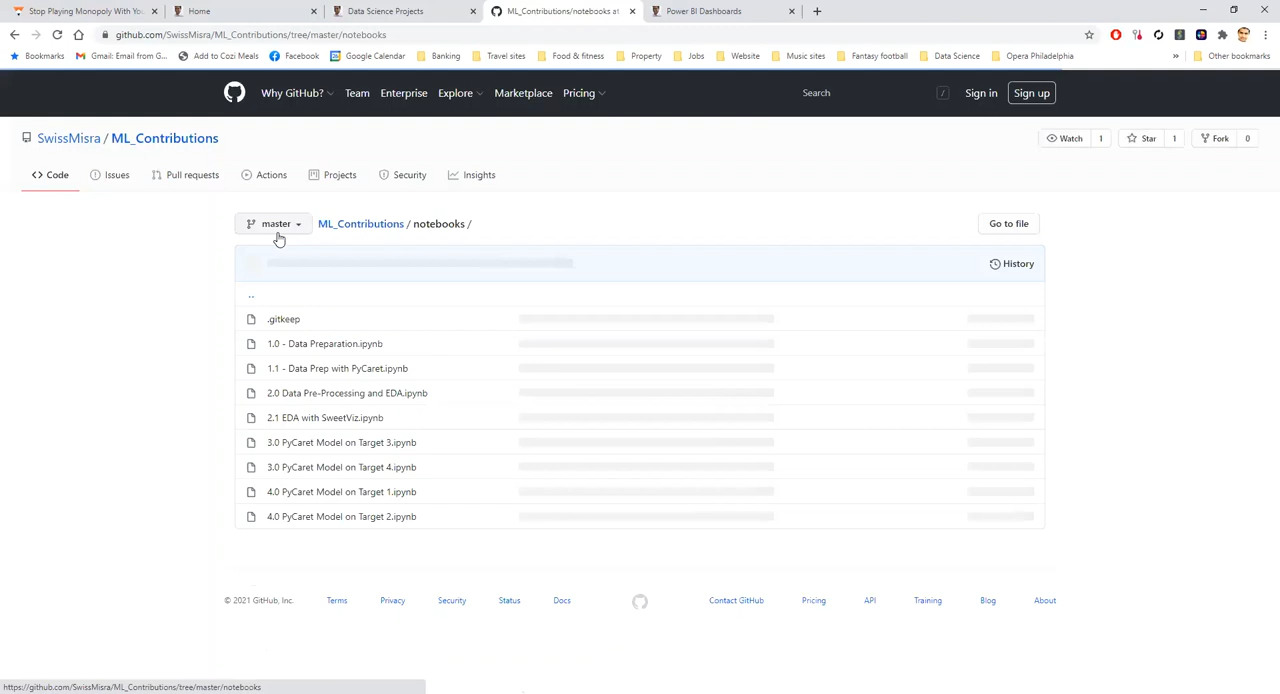 Stop Playing Monopoly With You
Home
Data Science Projects
ML_Contributions/notebooks at
Power BI Dashboards
github.com/SwissMisra/ML_Contributions/tree/master/notebooks
Bookmarks Gmail: Email from G... Add to Cozi Meals Facebook Google Calendar Banking Travel sites Food & fitness Property Jobs Website Music sites Fantasy football Data Science Opera Philadelphia » Other bookmarks
Why GitHub? Team Enterprise Explore Marketplace Pricing Search / Sign in Sign up
SwissMisra / ML_Contributions Watch 1 Star 1 Fork 0
<> Code Issues Pull requests Actions Projects Security Insights
master ML_Contributions / notebooks / Go to file
History
..
.gitkeep
1.0 - Data Preparation.ipynb
1.1 - Data Prep with PyCaret.ipynb
2.0 Data Pre-Processing and EDA.ipynb
2.1 EDA with SweetViz.ipynb
3.0 PyCaret Model on Target 3.ipynb
3.0 PyCaret Model on Target 4.ipynb
4.0 PyCaret Model on Target 1.ipynb
4.0 PyCaret Model on Target 2.ipynb
© 2021 GitHub, Inc. Terms Privacy Security Status Docs Contact GitHub Pricing API Training Blog About
https://github.com/SwissMisra/ML_Contributions/tree/master/notebooks